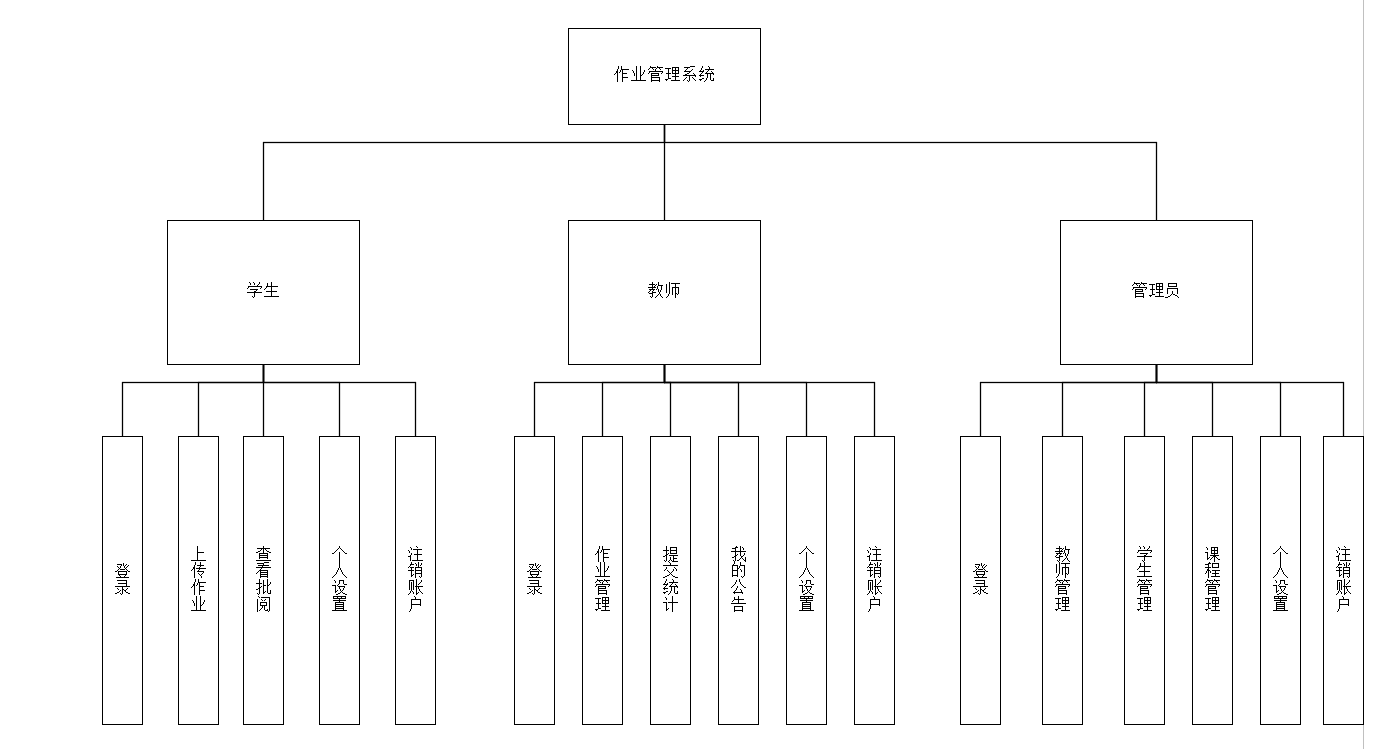 作业管理系统
学生
教师
管理员
登录
上传作业
查看批阅
个人设置
注销账户
登录
作业管理
提交统计
我的公告
个人设置
注销账户
登录
教师管理
学生管理
课程管理
个人设置
注销账户